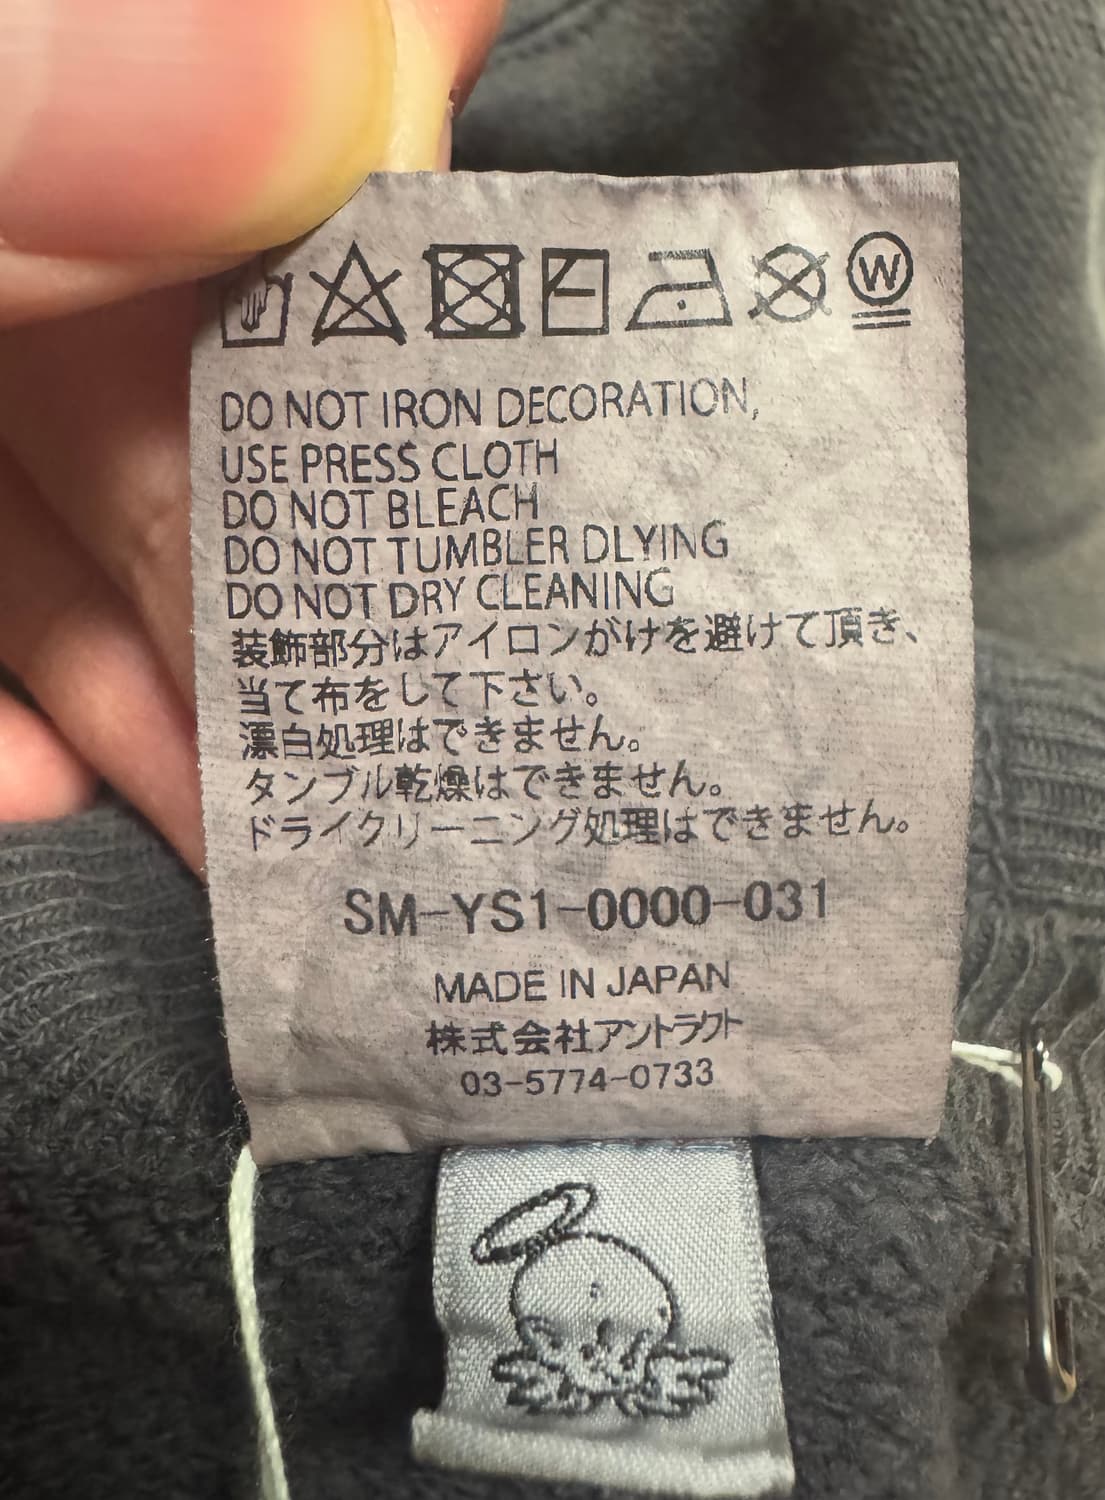 W
DO NOT IRON DECORATION,
USE PRESS CLOTH
DO NOT BLEACH
DO NOT TUMBLER DLYING
DO NOT DRY CLEANING
装飾部分はアイロンがけを避けて頂き、
当て布をして下さい。
漂白処理はできません。
タンブル乾燥はできません。
ドライクリーニング処理はできません。
SM-YS1-0000-031
MADE IN JAPAN
株式会社アントラクト
03-5774-0733